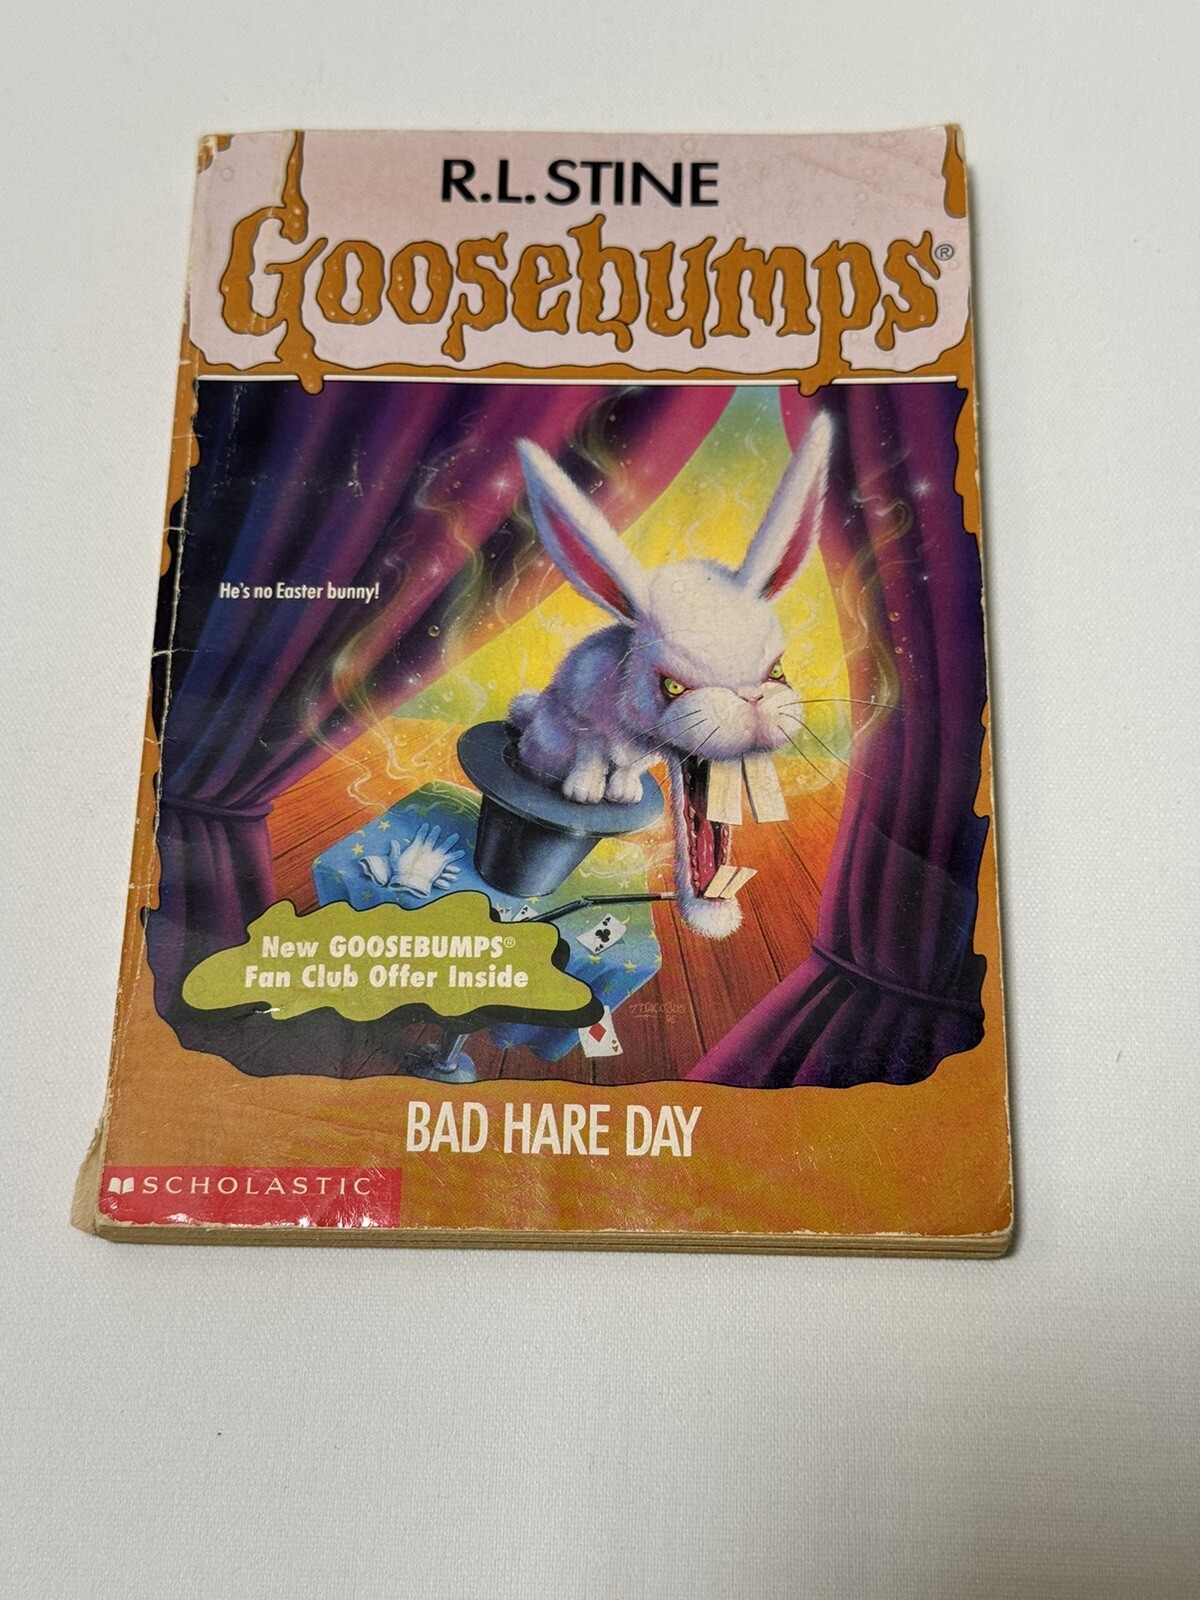 R.L. STINE
Goosebumps®
He's no Easter bunny!
New GOOSEBUMPS®
Fan Club Offer Inside
BAD HARE DAY
SCHOLASTIC